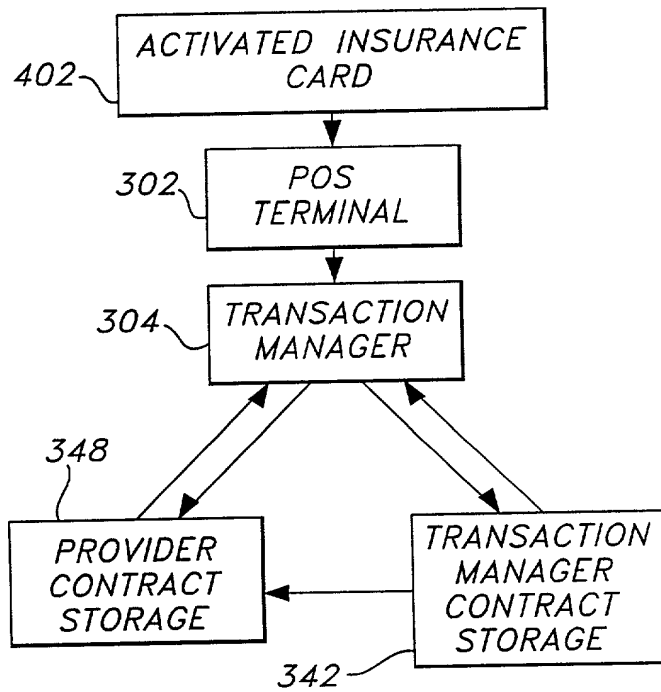 ACTIVATED INSURANCE
CARD
402
POS
TERMINAL
302
TRANSACTION
MANAGER
304
348
PROVIDER
CONTRACT
STORAGE
TRANSACTION
MANAGER
CONTRACT
STORAGE
342